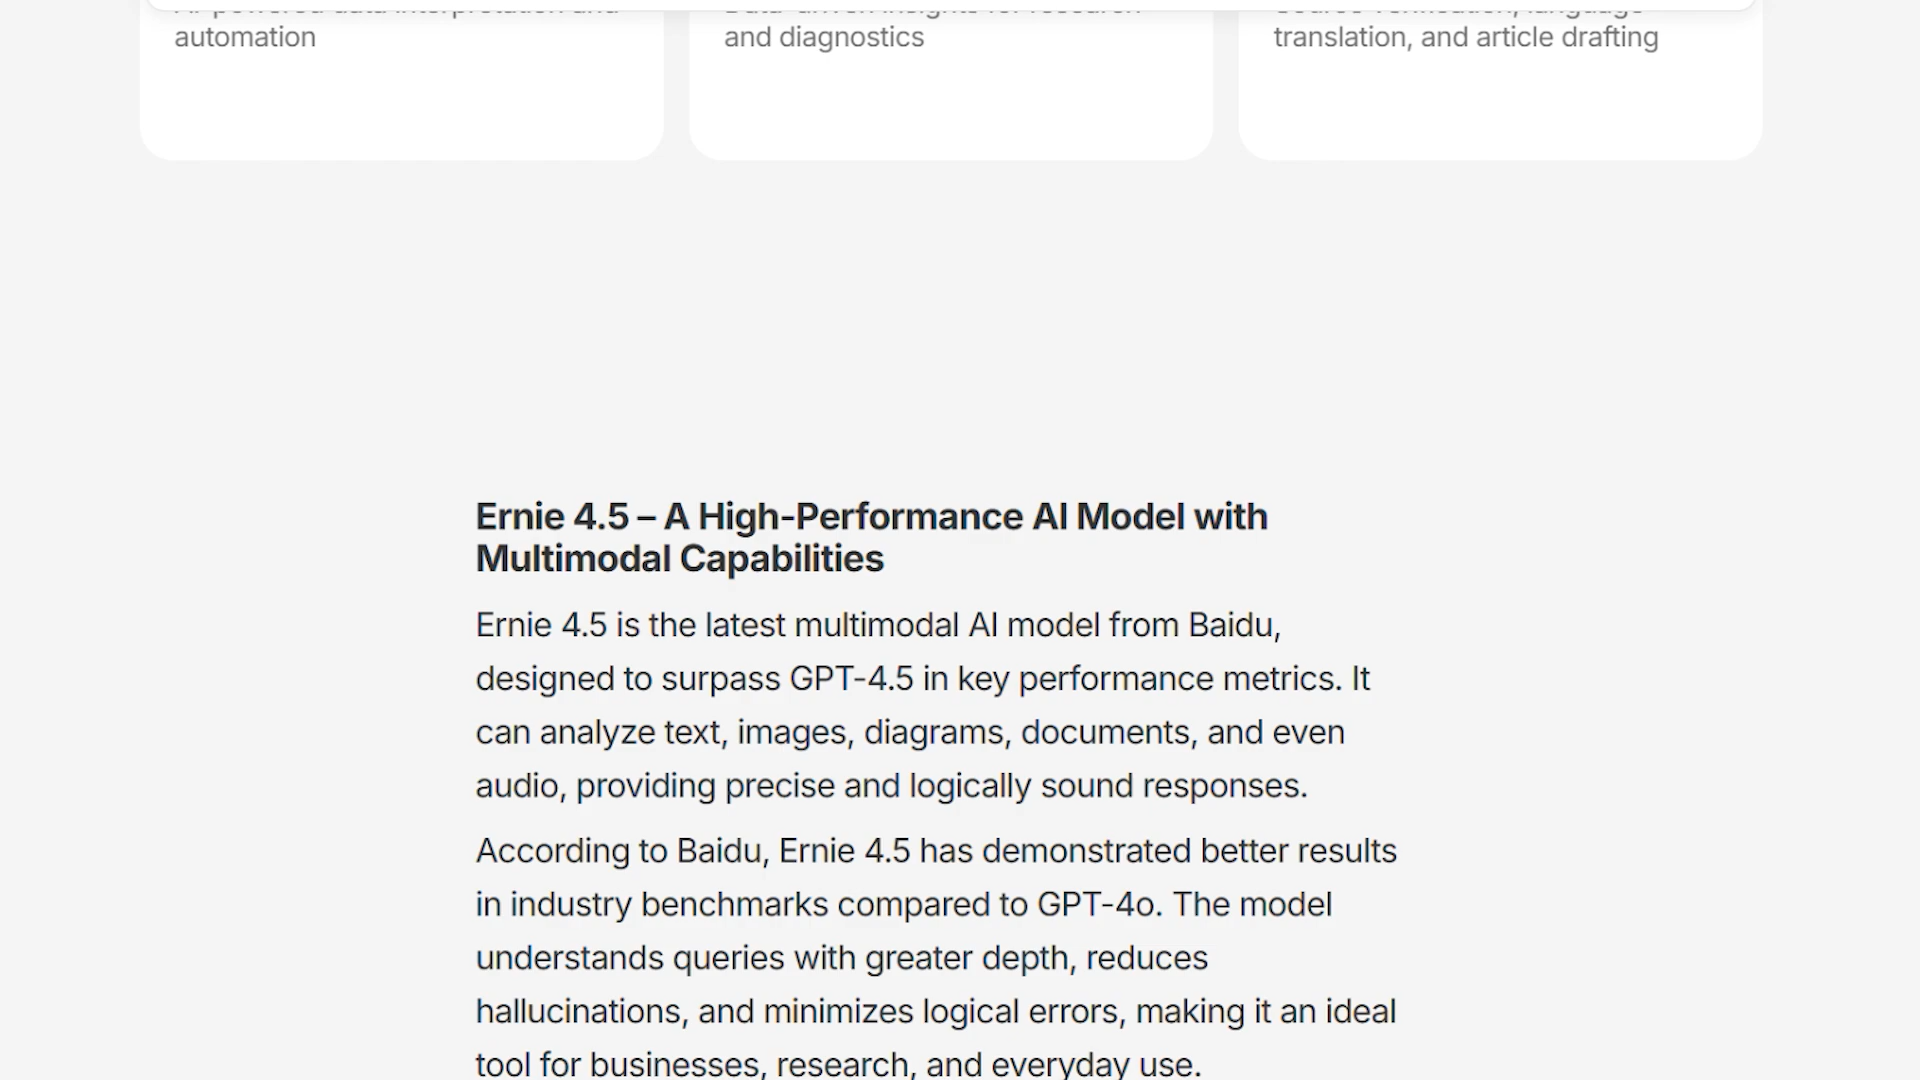 automation
and diagnostics
translation, and article drafting
Ernie 4.5 – A High-Performance AI Model with
Multimodal Capabilities
Ernie 4.5 is the latest multimodal AI model from Baidu,
designed to surpass GPT-4.5 in key performance metrics. It
can analyze text, images, diagrams, documents, and even
audio, providing precise and logically sound responses.
According to Baidu, Ernie 4.5 has demonstrated better results
in industry benchmarks compared to GPT-4o. The model
understands queries with greater depth, reduces
hallucinations, and minimizes logical errors, making it an ideal
tool for businesses, research, and everyday use.